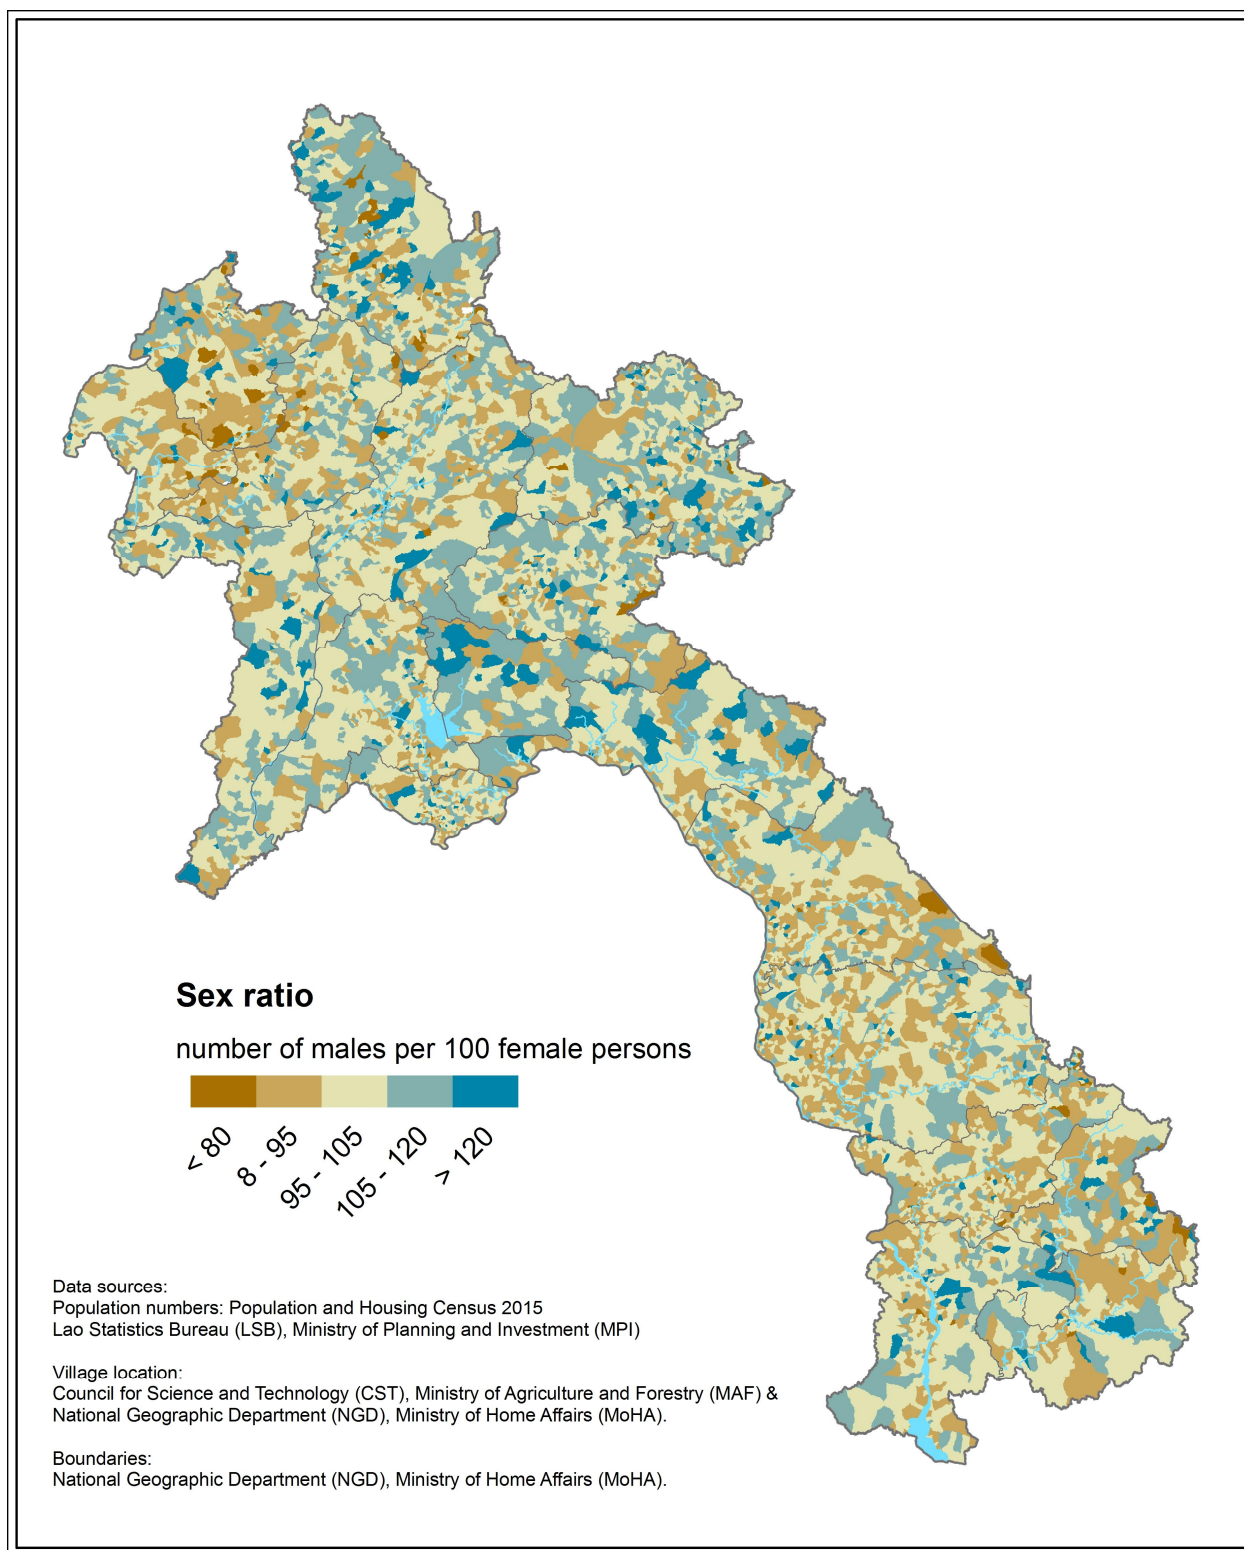 Sex ratio
number of males per 100 female persons
< 80
8 - 95
95 - 105
105 - 120
> 120
Data sources:
Population numbers: Population and Housing Census 2015
Lao Statistics Bureau (LSB), Ministry of Planning and Investment (MPI)
Village location:
Council for Science and Technology (CST), Ministry of Agriculture and Forestry (MAF) &
National Geographic Department (NGD), Ministry of Home Affairs (MoHA).
Boundaries:
National Geographic Department (NGD), Ministry of Home Affairs (MoHA).